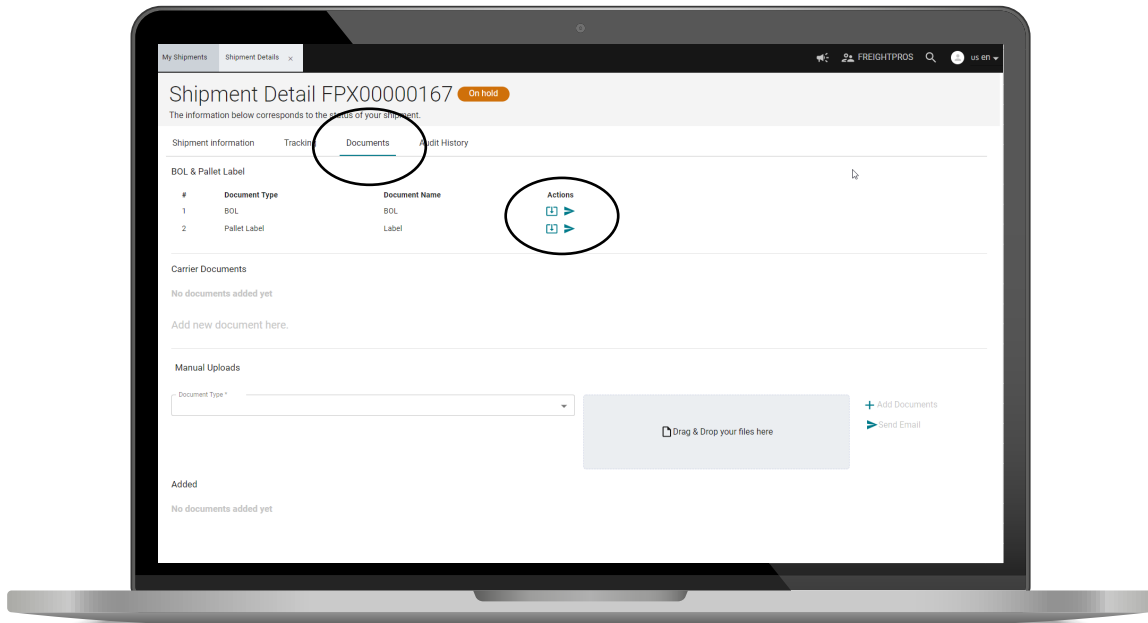 My Shipments Shipment Details ×
FREIGHTPROS us en
Shipment Detail FPX00000167 On hold
The information below corresponds to the status of your shipment.
Shipment information Tracking Documents Audit History
BOL & Pallet Label
# Document Type Document Name Actions
1 BOL BOL
2 Pallet Label Label
Carrier Documents
No documents added yet
Add new document here.
Manual Uploads
Document Type *
Drag & Drop your files here
Add Documents
Send Email
Added
No documents added yet